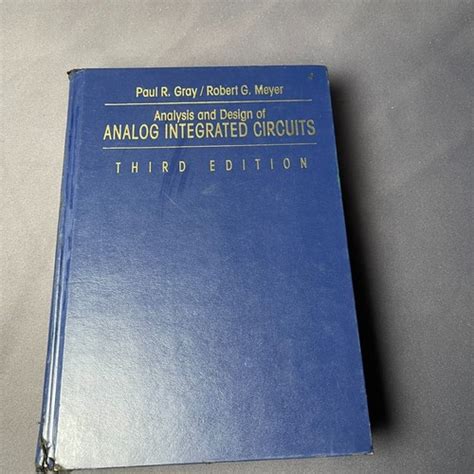 Paul R. Gray / Robert G. Meyer
Analysis and Design of
ANALOG INTEGRATED CIRCUITS
THIRD EDITION